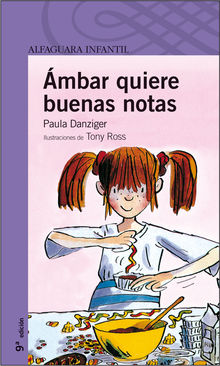 ALFAGUARA INFANTIL
Ámbar quiere
buenas notas
Paula Danziger
Ilustraciones de Tony Ross
9ª edición